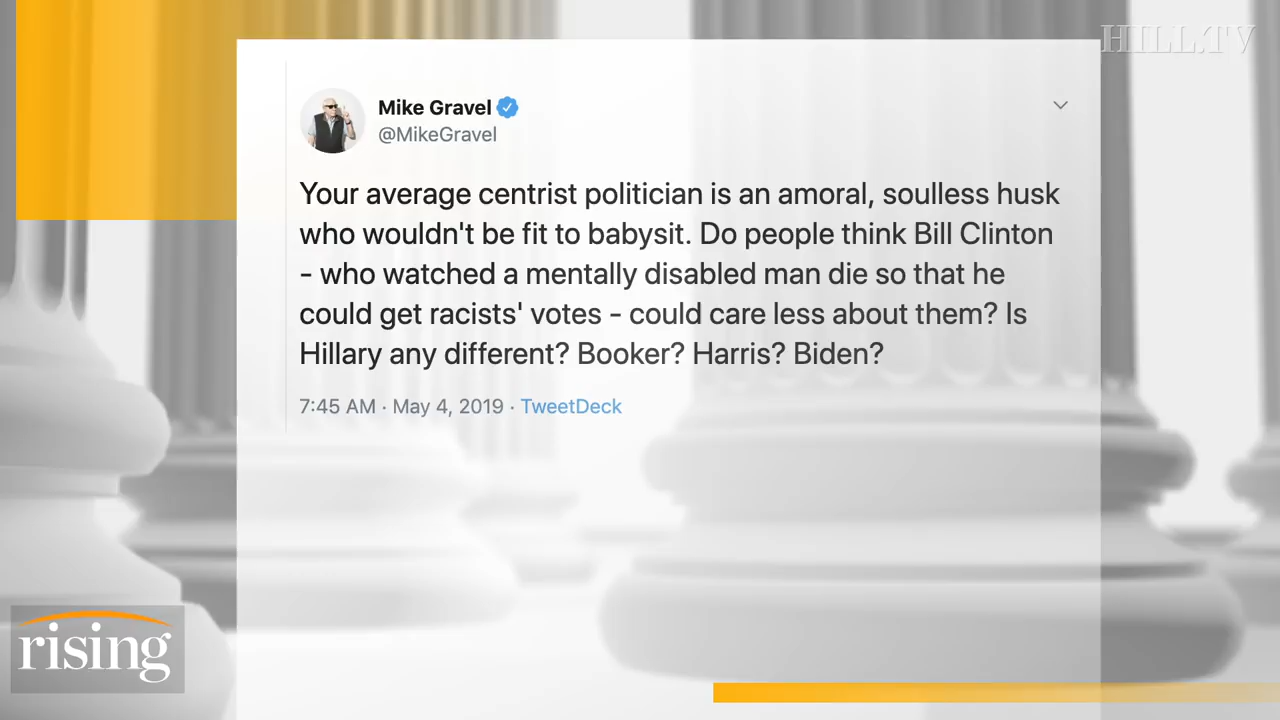 HILL.TV
Mike Gravel
@MikeGravel
Your average centrist politician is an amoral, soulless husk
who wouldn't be fit to babysit. Do people think Bill Clinton
- who watched a mentally disabled man die so that he
could get racists' votes - could care less about them? Is
Hillary any different? Booker? Harris? Biden?
7:45 AM · May 4, 2019 · TweetDeck
rising